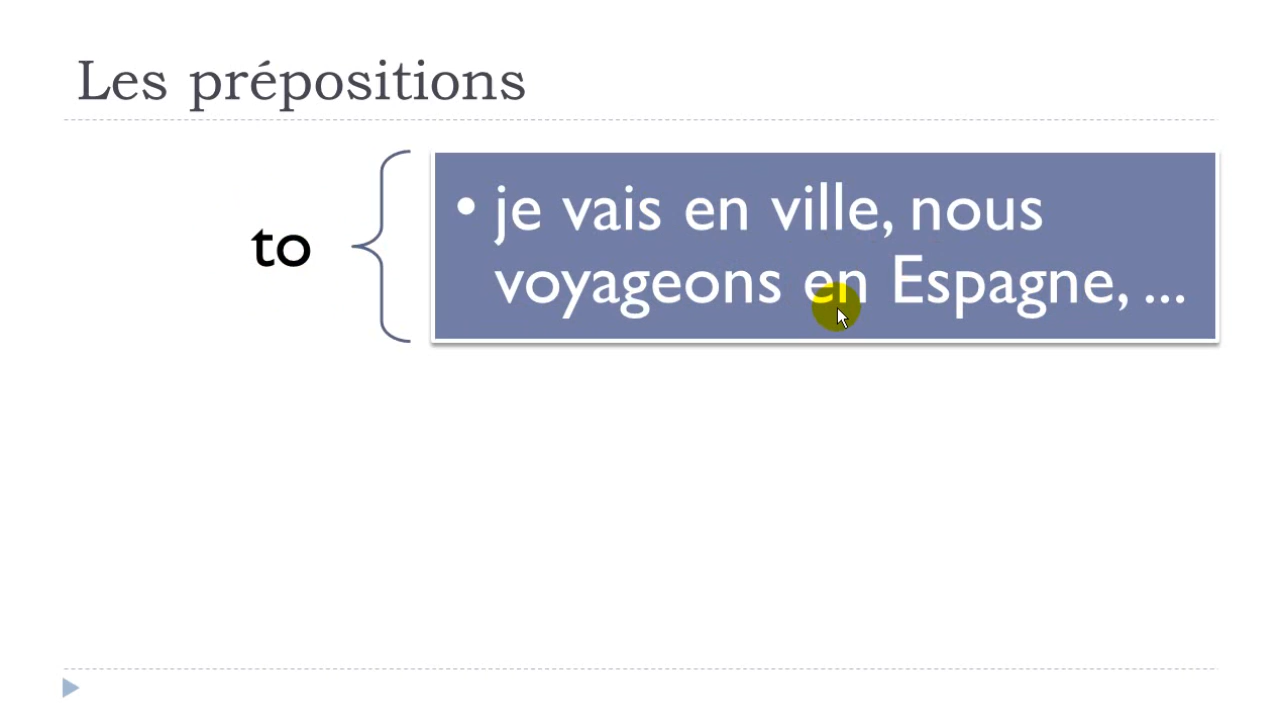 Les prépositions
to
• je vais en ville, nous
voyageons en Espagne, ...